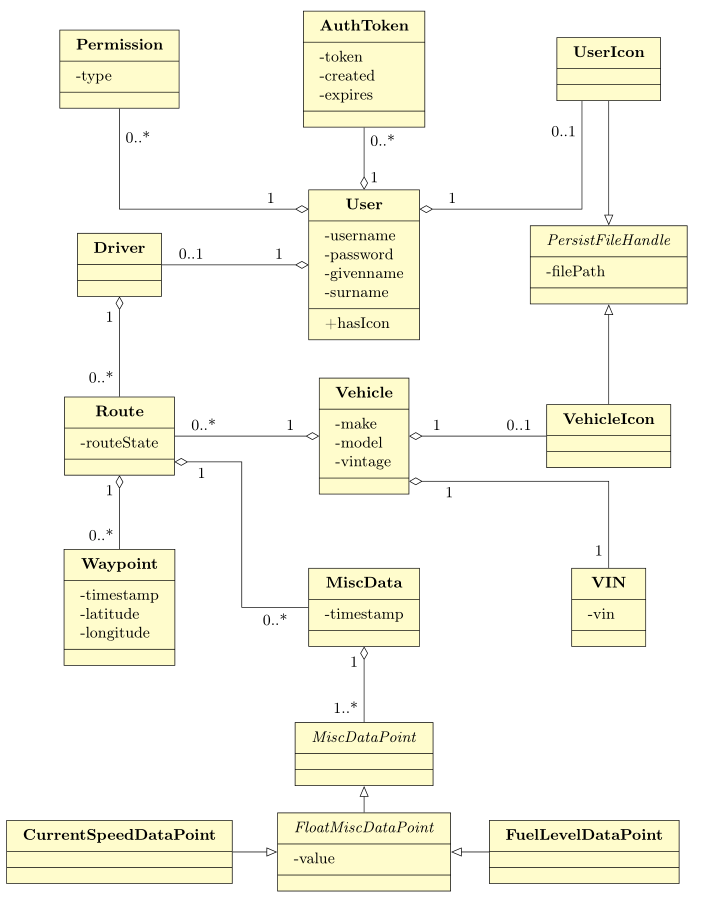 Permission
-type
AuthToken
-token
-created
-expires
UserIcon
0..*
0..*
0..1
1
1
1
User
-username
-password
-givenname
-surname
+hasIcon
Driver
0..1
1
PersistFileHandle
-filePath
1
0..*
Route
-routeState
0..*
1
Vehicle
-make
-model
-vintage
1
0..1
VehicleIcon
1
1
1
0..*
1
Waypoint
-timestamp
-latitude
-longitude
0..*
MiscData
-timestamp
VIN
-vin
1
1..*
MiscDataPoint
CurrentSpeedDataPoint
FloatMiscDataPoint
-value
FuelLevelDataPoint